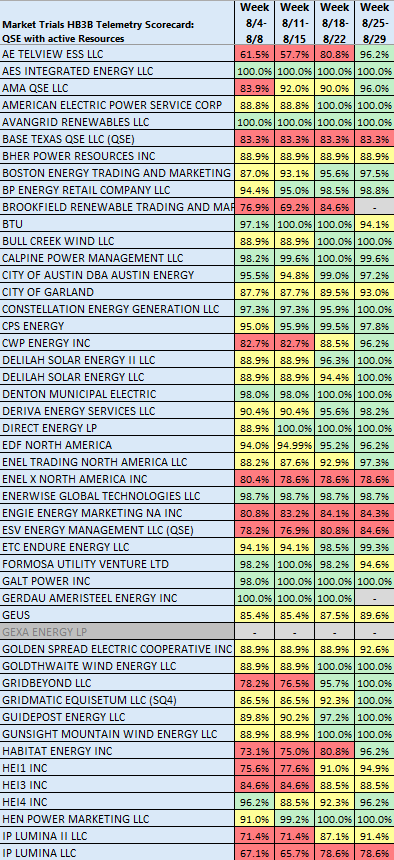 Market Trials HB3B Telemetry Scorecard: QSE with active Resources Week 8/4-8/8 Week 8/11-8/15 Week 8/18-8/22 Week 8/25-8/29
AE TELVIEW ESS LLC 61.5% 57.7% 80.8% 96.2%
AES INTEGRATED ENERGY LLC 100.0% 100.0% 100.0% 100.0%
AMA QSE LLC 83.9% 92.0% 90.0% 96.0%
AMERICAN ELECTRIC POWER SERVICE CORP 88.8% 88.8% 100.0% 100.0%
AVANGRID RENEWABLES LLC 100.0% 100.0% 100.0% 100.0%
BASE TEXAS QSE LLC (QSE) 83.3% 83.3% 83.3% 83.3%
BHER POWER RESOURCES INC 88.9% 88.9% 88.9% 88.9%
BOSTON ENERGY TRADING AND MARKETING 87.0% 93.1% 95.6% 97.5%
BP ENERGY RETAIL COMPANY LLC 94.4% 95.0% 98.5% 98.8%
BROOKFIELD RENEWABLE TRADING AND MAR 76.9% 69.2% 84.6% -
BTU 97.1% 100.0% 100.0% 94.1%
BULL CREEK WIND LLC 88.9% 88.9% 100.0% 100.0%
CALPINE POWER MANAGEMENT LLC 98.2% 99.6% 100.0% 99.6%
CITY OF AUSTIN DBA AUSTIN ENERGY 95.5% 94.8% 99.0% 97.2%
CITY OF GARLAND 87.7% 87.7% 89.5% 93.0%
CONSTELLATION ENERGY GENERATION LLC 97.3% 97.3% 95.9% 100.0%
CPS ENERGY 95.0% 95.9% 99.5% 97.8%
CWP ENERGY INC 82.7% 82.7% 88.5% 96.2%
DELILAH SOLAR ENERGY II LLC 88.9% 88.9% 96.3% 100.0%
DELILAH SOLAR ENERGY LLC 88.9% 88.9% 94.4% 100.0%
DENTON MUNICIPAL ELECTRIC 98.0% 98.0% 100.0% 100.0%
DERIVA ENERGY SERVICES LLC 90.4% 90.4% 95.6% 98.2%
DIRECT ENERGY LP 88.9% 100.0% 100.0% 100.0%
EDF NORTH AMERICA 94.0% 94.99% 95.2% 96.2%
ENEL TRADING NORTH AMERICA LLC 88.2% 87.6% 92.9% 97.3%
ENEL X NORTH AMERICA INC 80.4% 78.6% 78.6% 78.6%
ENERWISE GLOBAL TECHNOLOGIES LLC 98.7% 98.7% 98.7% 98.7%
ENGIE ENERGY MARKETING NA INC 80.8% 83.2% 84.1% 84.3%
ESV ENERGY MANAGEMENT LLC (QSE) 78.2% 76.9% 80.8% 84.6%
ETC ENDURE ENERGY LLC 94.1% 94.1% 98.5% 99.3%
FORMOSA UTILITY VENTURE LTD 98.2% 100.0% 98.2% 94.6%
GALT POWER INC 98.0% 100.0% 100.0% 100.0%
GERDAU AMERISTEEL ENERGY INC 100.0% 100.0% 100.0% -
GEUS 85.4% 85.4% 87.5% 89.6%
GEXA ENERGY LP - - - -
GOLDEN SPREAD ELECTRIC COOPERATIVE INC 88.9% 88.9% 88.9% 92.6%
GOLDTHWAITE WIND ENERGY LLC 88.9% 88.9% 100.0% 100.0%
GRIDBEYOND LLC 78.2% 76.5% 95.7% 100.0%
GRIDMATIC EQUISETUM LLC (SQ4) 86.5% 86.5% 92.3% 100.0%
GUIDEPOST ENERGY LLC 89.8% 90.2% 97.2% 100.0%
GUNSIGHT MOUNTAIN WIND ENERGY LLC 88.9% 88.9% 100.0% 100.0%
HABITAT ENERGY INC 73.1% 75.0% 80.8% 96.2%
HEI1 INC 75.6% 77.6% 91.0% 94.9%
HEI3 INC 84.6% 84.6% 88.5% 88.5%
HEI4 INC 96.2% 88.5% 92.3% 96.2%
HEN POWER MARKETING LLC 91.0% 99.2% 100.0% 100.0%
IP LUMINA II LLC 71.4% 71.4% 87.1% 91.4%
IP LUMINA LLC 67.1% 65.7% 78.6% 78.6%